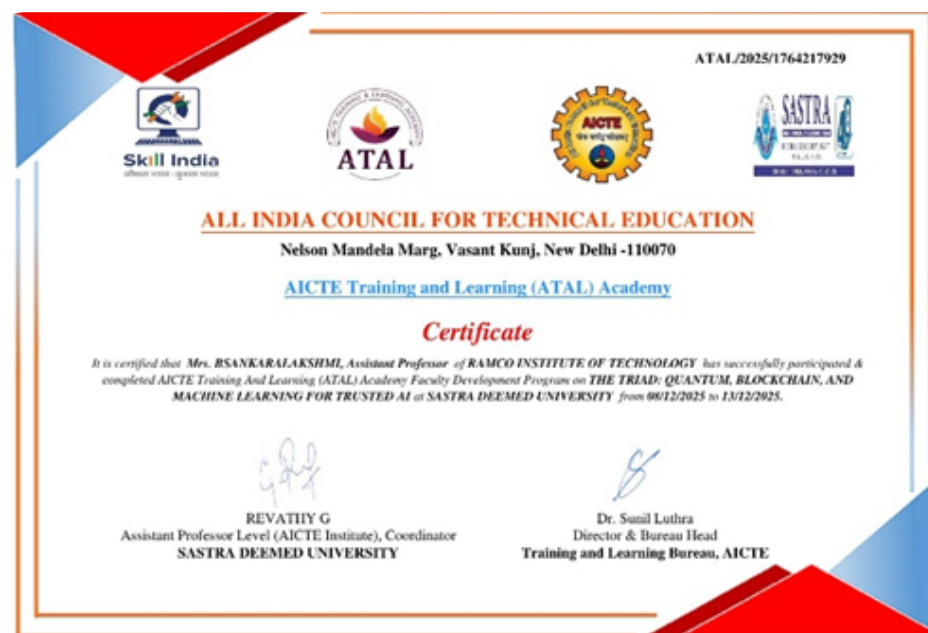 ATAL/2025/1764217929
Skill India
कौशल भारत - कुशल भारत
ATAL
AICTE
SASTRA
ALL INDIA COUNCIL FOR TECHNICAL EDUCATION
Nelson Mandela Marg, Vasant Kunj, New Delhi -110070
AICTE Training and Learning (ATAL) Academy
Certificate
It is certified that Mrs. BSANKARALAKSHMI, Assistant Professor of RAMCO INSTITUTE OF TECHNOLOGY has successfully participated &
completed AICTE Training And Learning (ATAL) Academy Faculty Development Program on THE TRIAD: QUANTUM, BLOCKCHAIN, AND
MACHINE LEARNING FOR TRUSTED AI at SASTRA DEEMED UNIVERSITY from 08/12/2025 to 13/12/2025.
REVATHY G
Assistant Professor Level (AICTE Institute), Coordinator
SASTRA DEEMED UNIVERSITY
Dr. Sunil Luthra
Director & Bureau Head
Training and Learning Bureau, AICTE